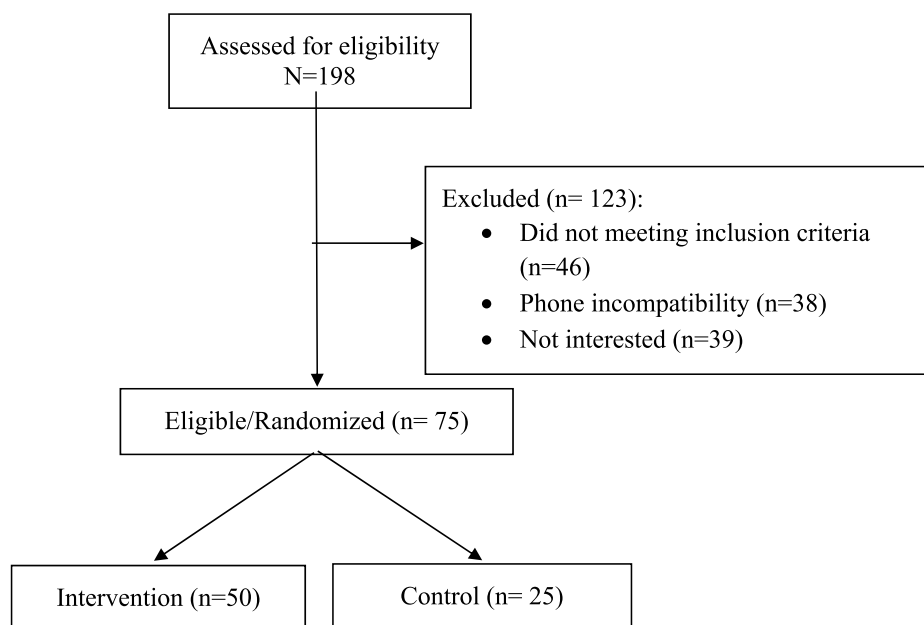 Assessed for eligibility
N=198
Excluded (n= 123):
• Did not meeting inclusion criteria
(n=46)
• Phone incompatibility (n=38)
• Not interested (n=39)
Eligible/Randomized (n= 75)
Intervention (n=50)
Control (n= 25)